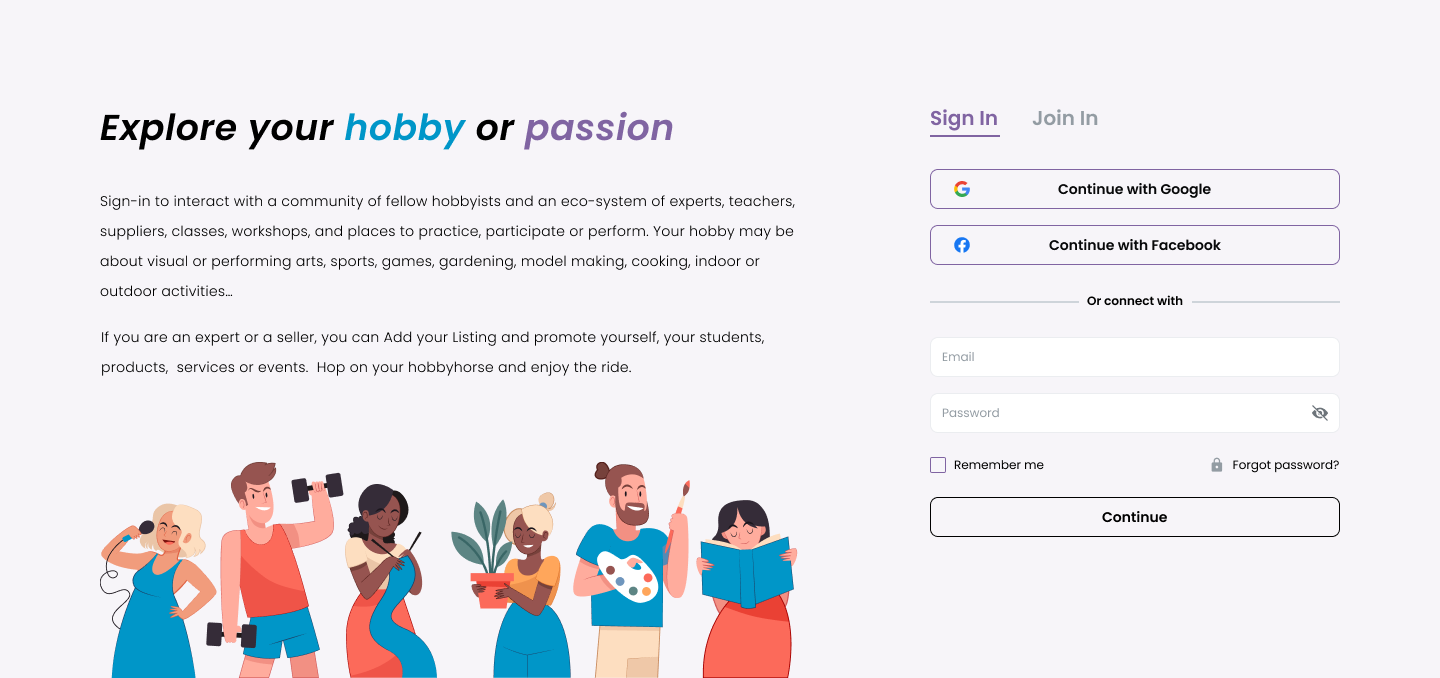 Explore your hobby or passion
Sign-in to interact with a community of fellow hobbyists and an eco-system of experts, teachers,
suppliers, classes, workshops, and places to practice, participate or perform. Your hobby may be
about visual or performing arts, sports, games, gardening, model making, cooking, indoor or
outdoor activities…
If you are an expert or a seller, you can Add your Listing and promote yourself, your students,
products,  services or events.  Hop on your hobbyhorse and enjoy the ride.
Sign In
Join In
Continue with Google
Continue with Facebook
Or connect with
Email
Password
Remember me
Forgot password?
Continue